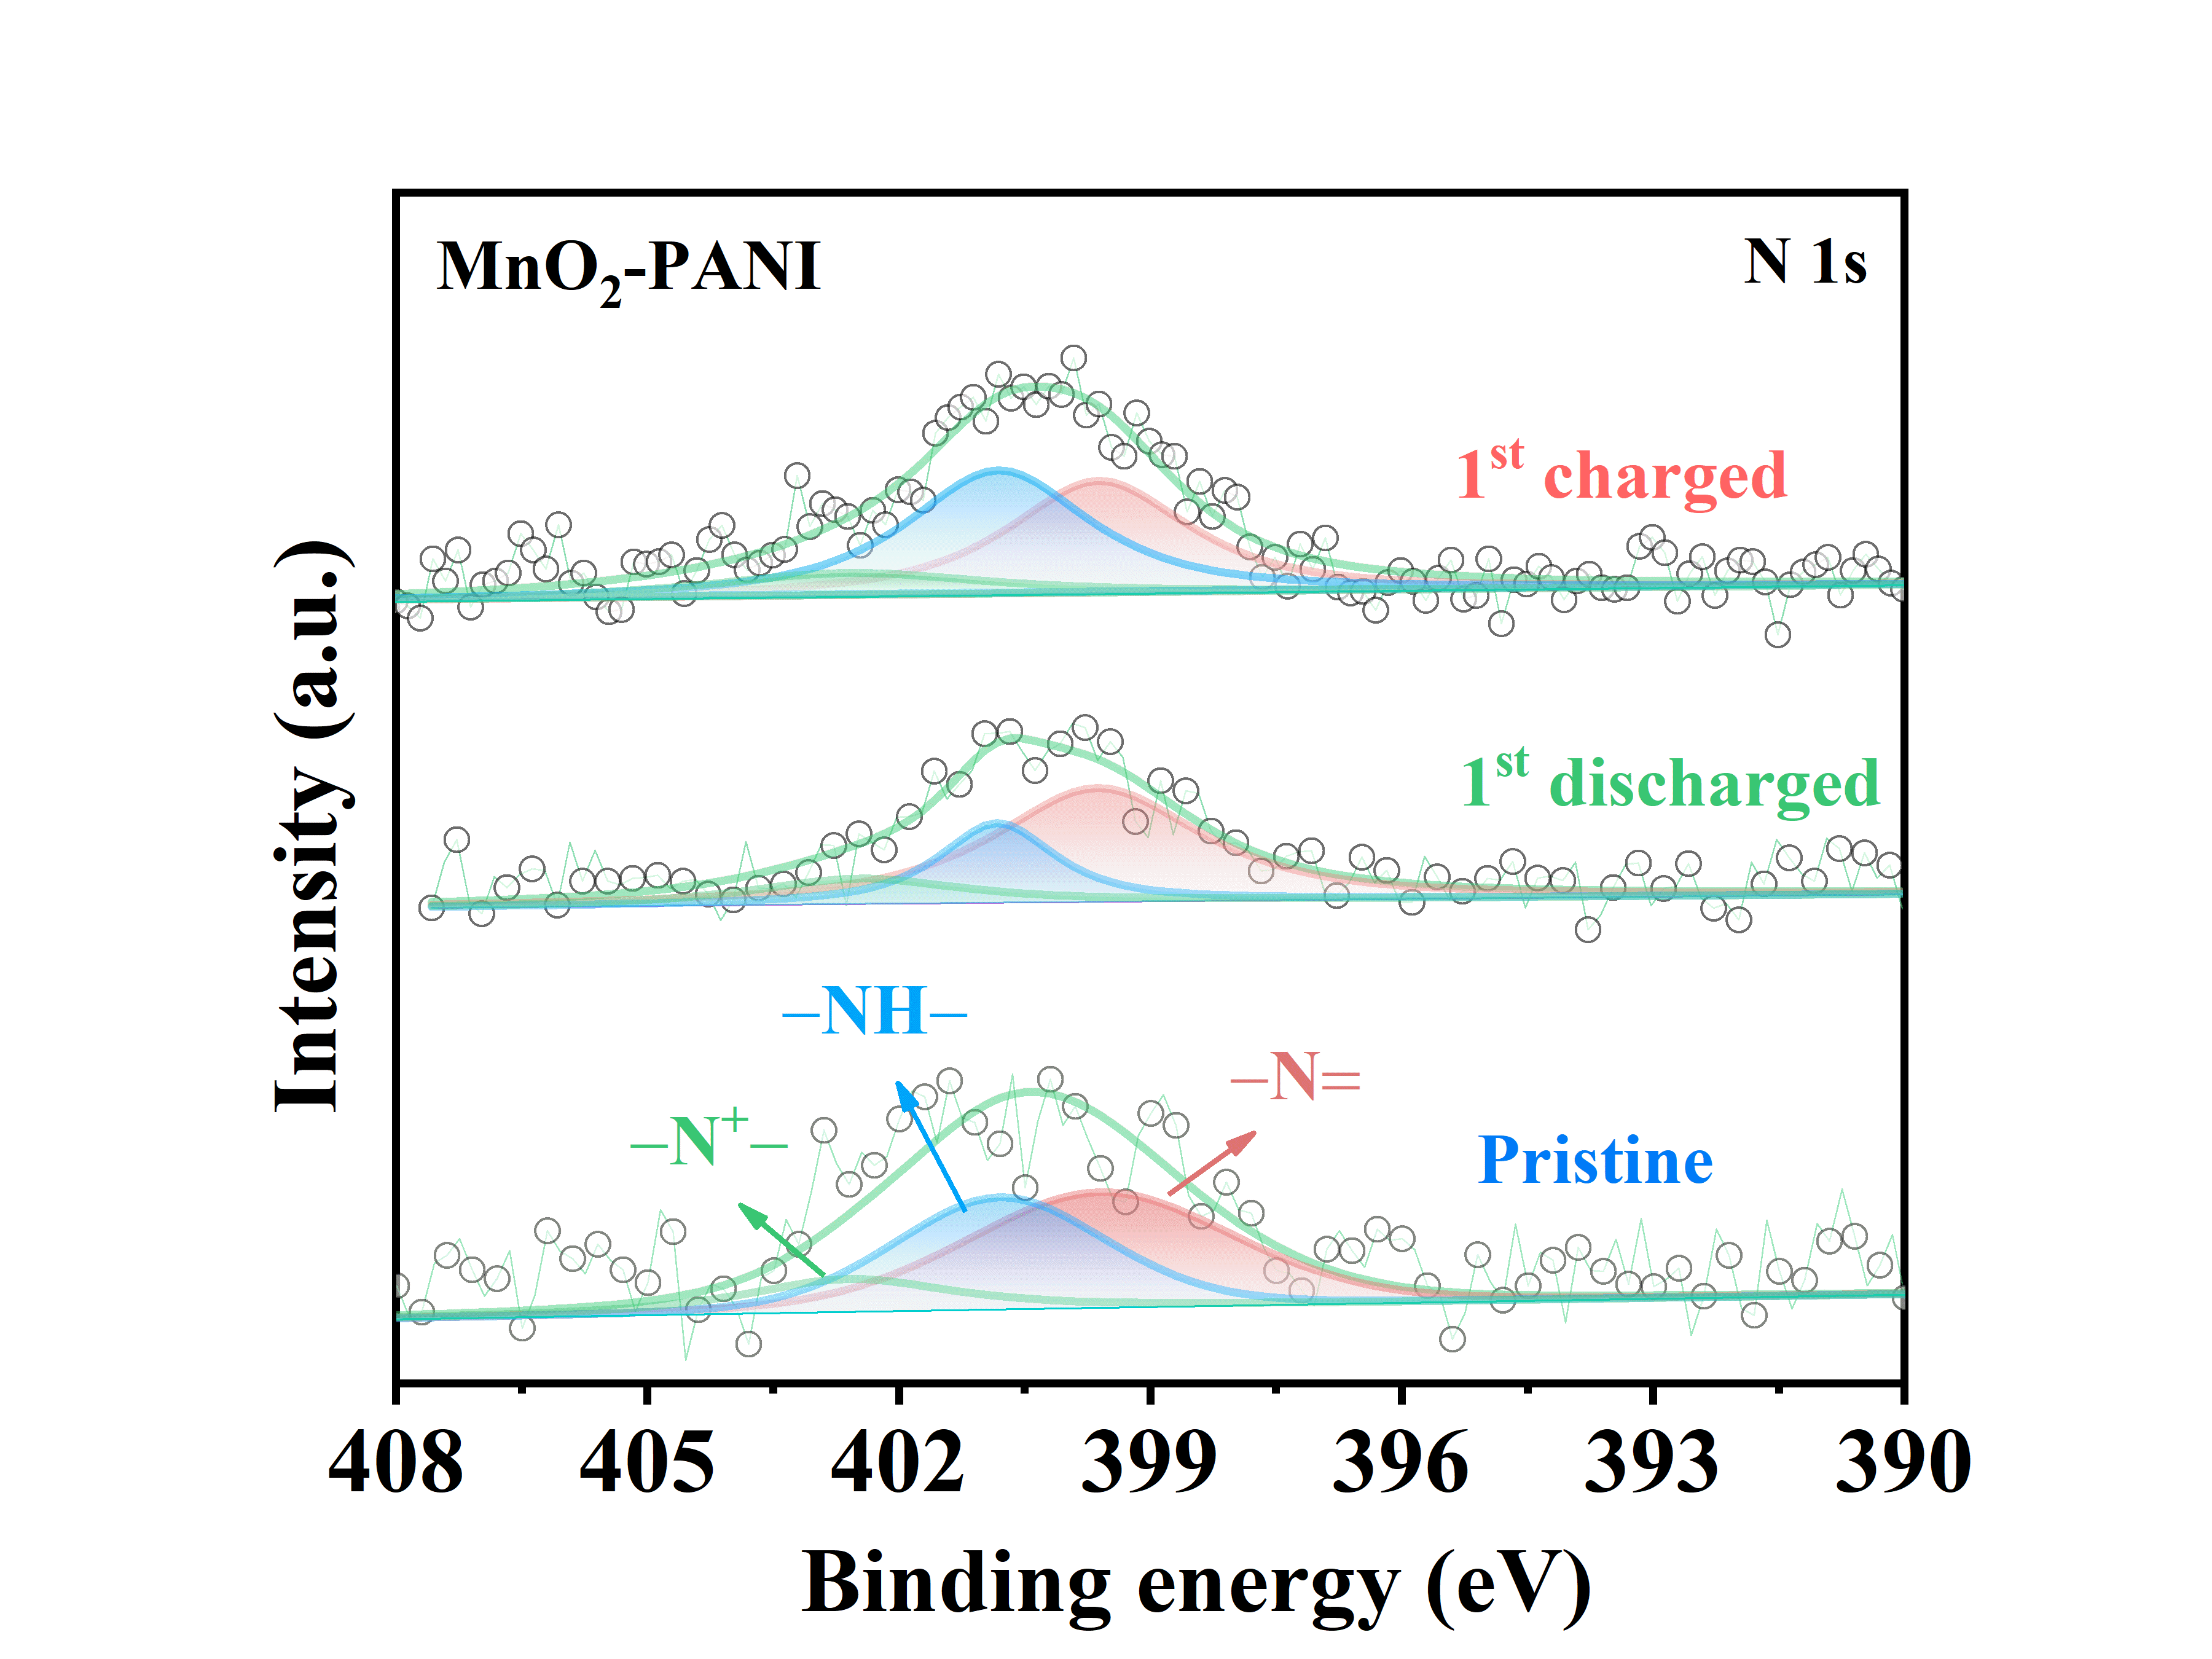 MnO₂-PANI
N 1s
1ˢᵗ charged
1ˢᵗ discharged
–NH–
–N=
–N⁺–
Pristine
Intensity (a.u.)
408 405 402 399 396 393 390
Binding energy (eV)